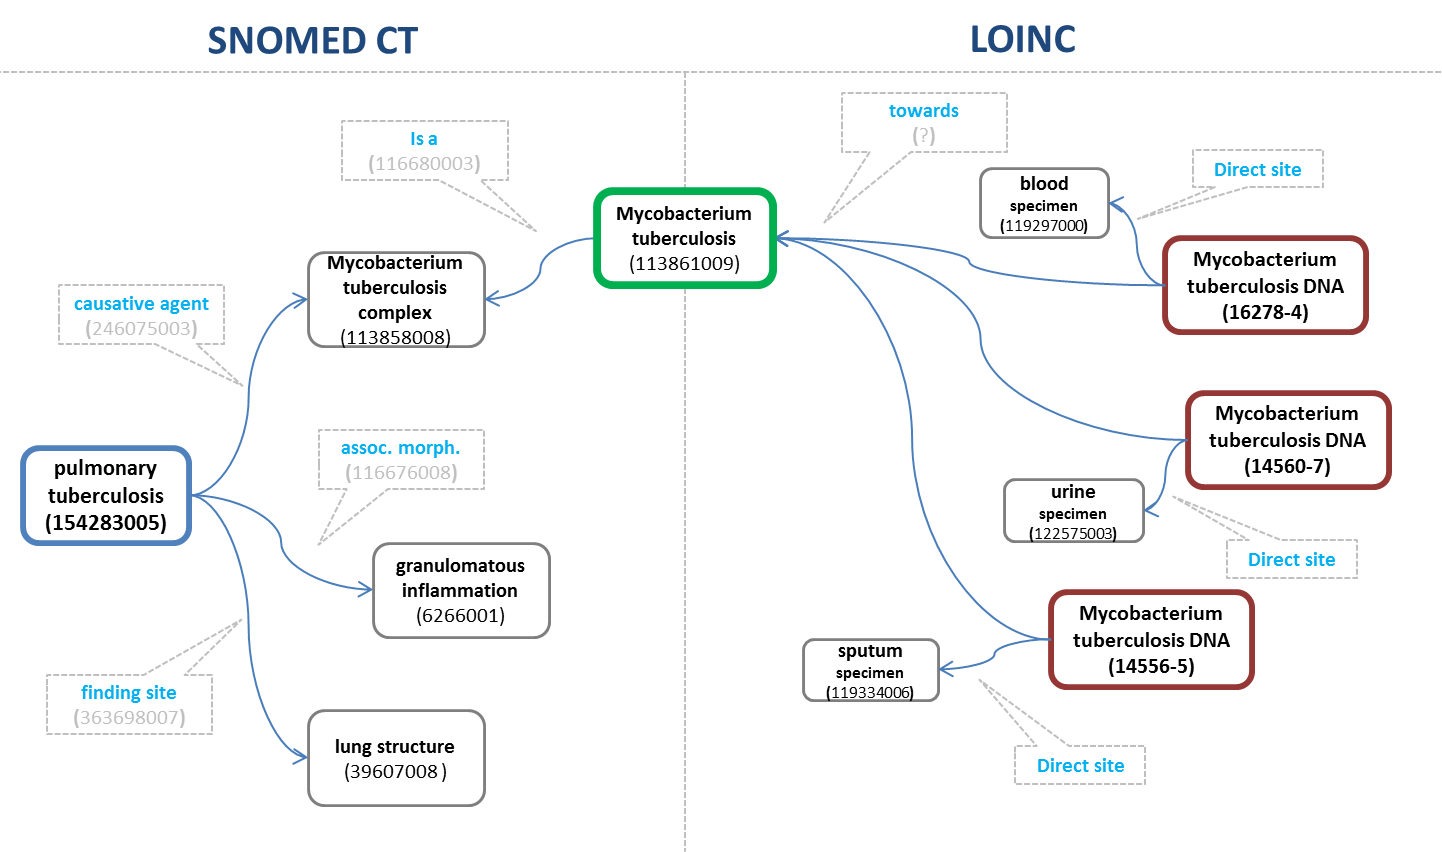 SNOMED CT
LOINC
Is a
(116680003)
towards
(?)
Direct site
blood
specimen
(119297000)
Mycobacterium
tuberculosis
(113861009)
Mycobacterium
tuberculosis
complex
(113858008)
Mycobacterium
tuberculosis DNA
(16278-4)
causative agent
(246075003)
assoc. morph.
(116676008)
Mycobacterium
tuberculosis DNA
(14560-7)
pulmonary
tuberculosis
(154283005)
urine
specimen
(122575003)
Direct site
granulomatous
inflammation
(6266001)
Mycobacterium
tuberculosis DNA
(14556-5)
sputum
specimen
(119334006)
finding site
(363698007)
lung structure
(39607008)
Direct site